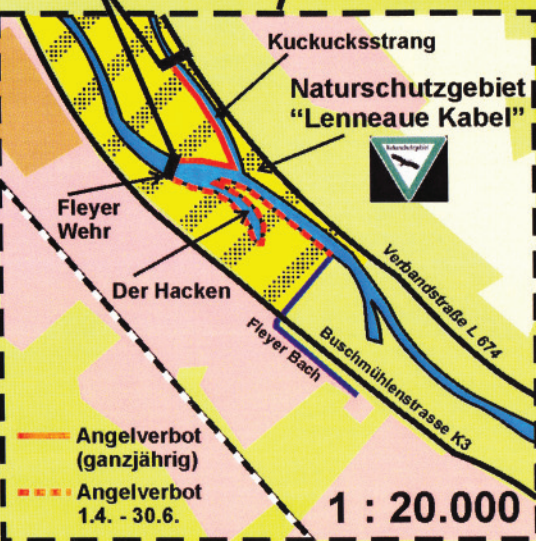 Kuckucksstrang
Naturschutzgebiet
“Lenneaue Kabel”
Naturschutzgebiet
Fleyer
Wehr
Der Hacken
Verbandstraße L 674
Fleyer Bach
Buschmühlenstrasse K3
Angelverbot
(ganzjährig)
Angelverbot
1.4. - 30.6.
1 : 20.000